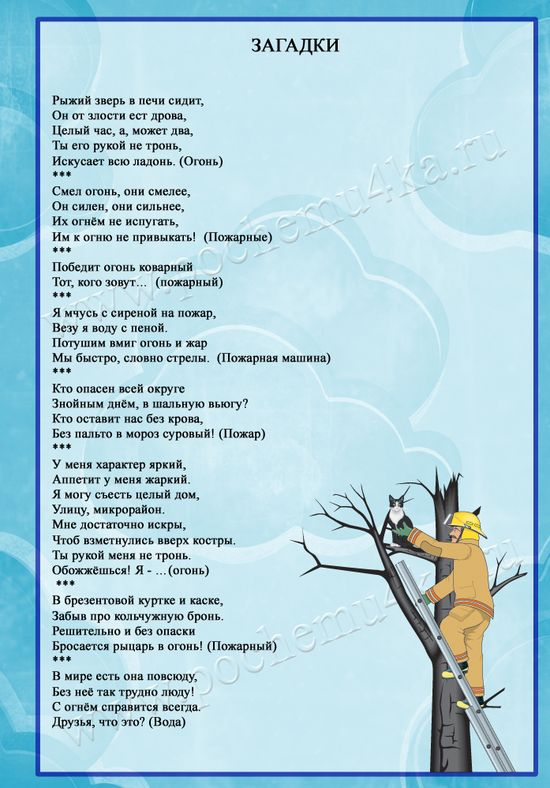 ЗАГАДКИ
Рыжий зверь в печи сидит,
Он от злости ест дрова,
Целый час, а, может два,
Ты его рукой не тронь,
Искусает всю ладонь. (Огонь)
***
Смел огонь, они смелее,
Он силен, они сильнее,
Их огнём не испугать,
Им к огню не привыкать! (Пожарные)
***
Победит огонь коварный
Тот, кого зовут... (пожарный)
***
Я мчусь с сиреной на пожар,
Везу я воду с пеной.
Потушим вмиг огонь и жар
Мы быстро, словно стрелы. (Пожарная машина)
***
Кто опасен всей округе
Знойным днём, в шальную вьюгу?
Кто оставит нас без крова,
Без пальто в мороз суровый! (Пожар)
***
У меня характер яркий,
Аппетит у меня жаркий.
Я могу съесть целый дом,
Улицу, микрорайон.
Мне достаточно искры,
Чтоб взметнулись вверх костры.
Ты рукой меня не тронь.
Обожжёшься! Я - ...(огонь)
***
В брезентовой куртке и каске,
Забыв про кольчужную бронь.
Решительно и без опаски
Бросается рыцарь в огонь! (Пожарный)
***
В мире есть она повсюду,
Без неё так трудно люду!
С огнём справится всегда.
Друзья, что это? (Вода)
www.pochemu4ka.ru
www.pochemu4ka.ru
www.pochemu4ka.ru